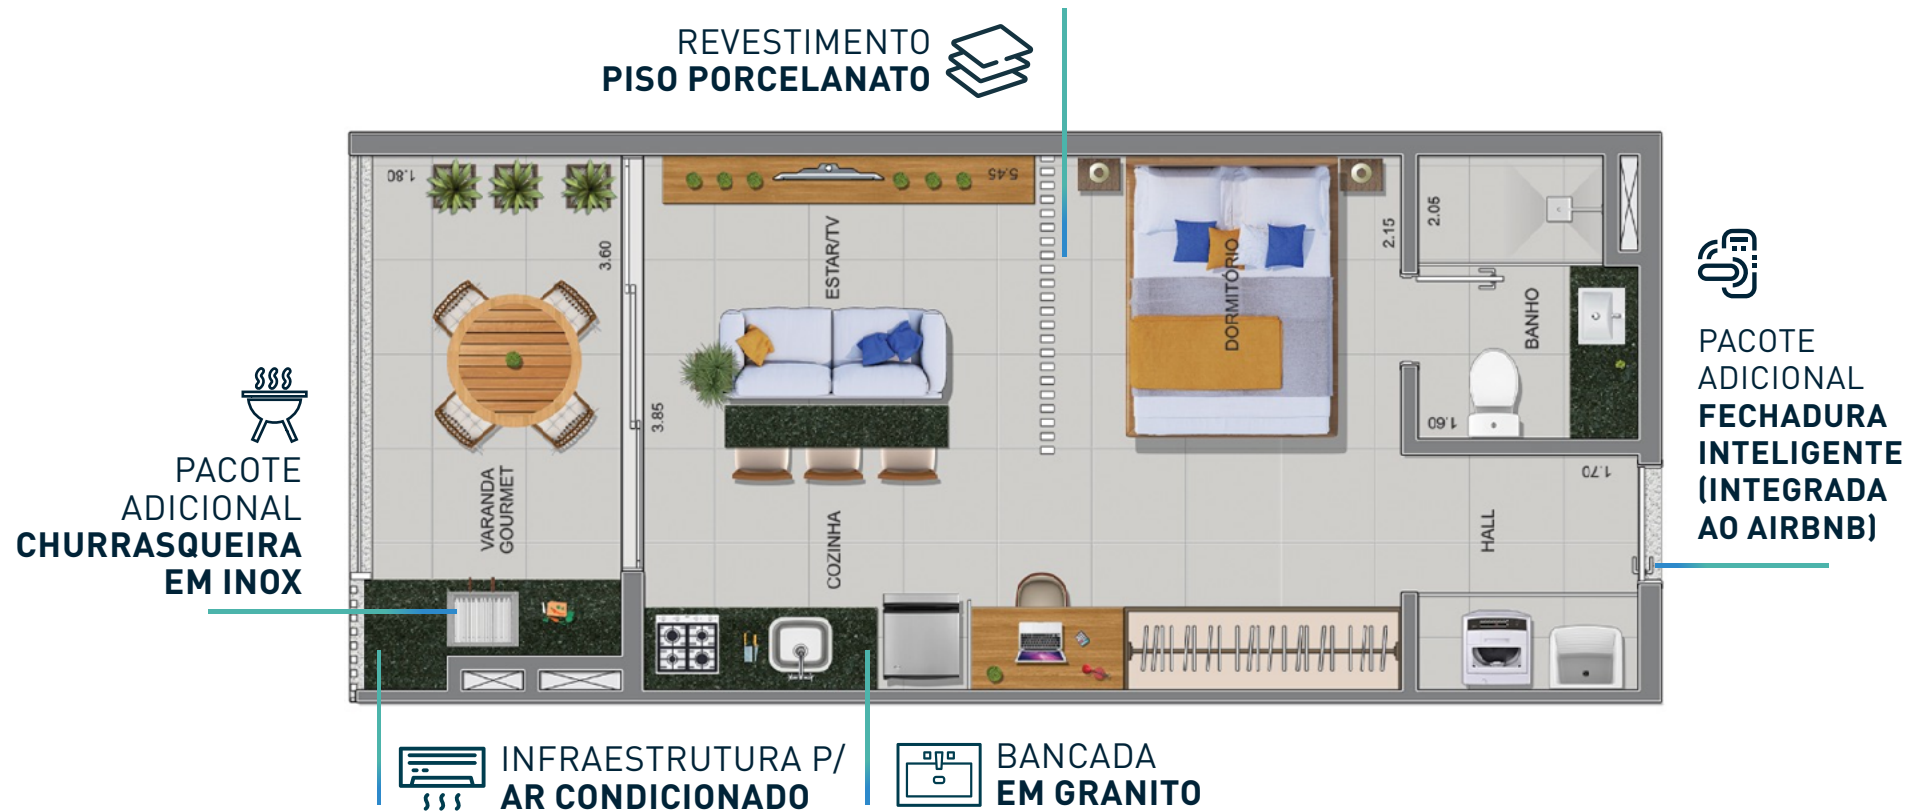 REVESTIMENTO
PISO PORCELANATO
1.80
5.45
3.60
ESTAR/TV
DORMITÓRIO
2.15
2.05
BANHO
3.85
1.60
1.70
VARANDA
GOURMET
COZINHA
HALL
PACOTE
ADICIONAL
CHURRASQUEIRA
EM INOX
PACOTE
ADICIONAL
FECHADURA
INTELIGENTE
(INTEGRADA
AO AIRBNB)
INFRAESTRUTURA P/
AR CONDICIONADO
BANCADA
EM GRANITO